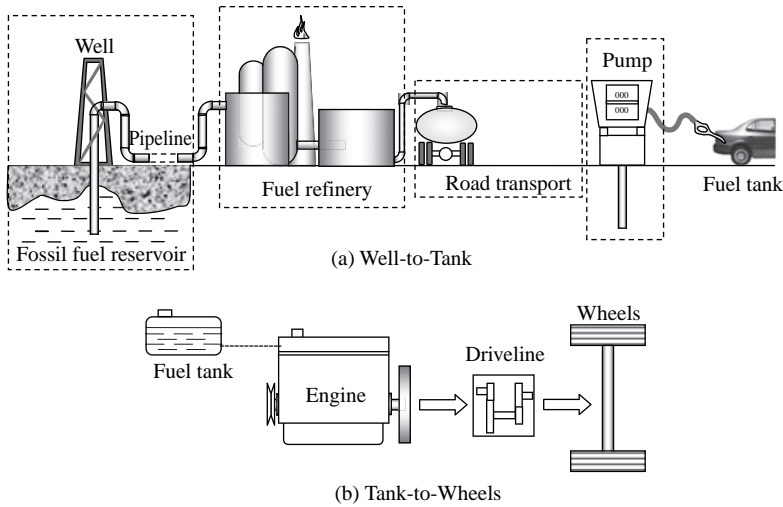 Well
Pipeline
Fossil fuel reservoir
Fuel refinery
Road transport
Pump
000
000
Fuel tank
(a) Well-to-Tank
Fuel tank
Engine
Driveline
Wheels
(b) Tank-to-Wheels